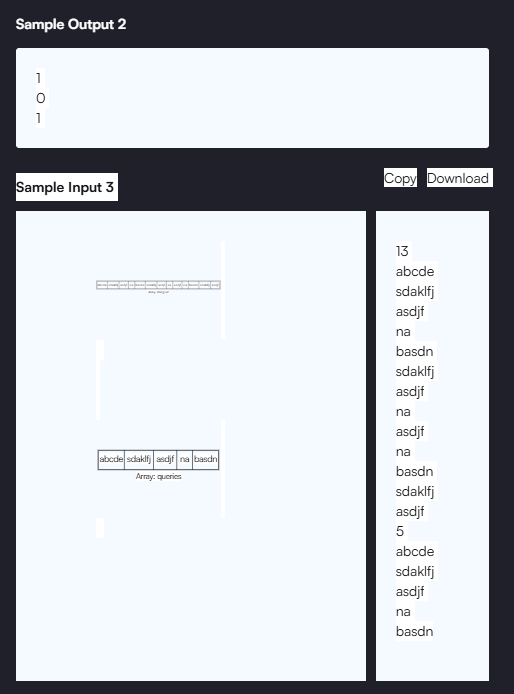 Sample Output 2
1
0
1
Sample Input 3
Copy Download
abcde sdaklfj asdjf na basdn
Array: queries
13
abcde
sdaklfj
asdjf
na
basdn
sdaklfj
asdjf
na
asdjf
na
basdn
sdaklfj
asdjf
5
abcde
sdaklfj
asdjf
na
basdn